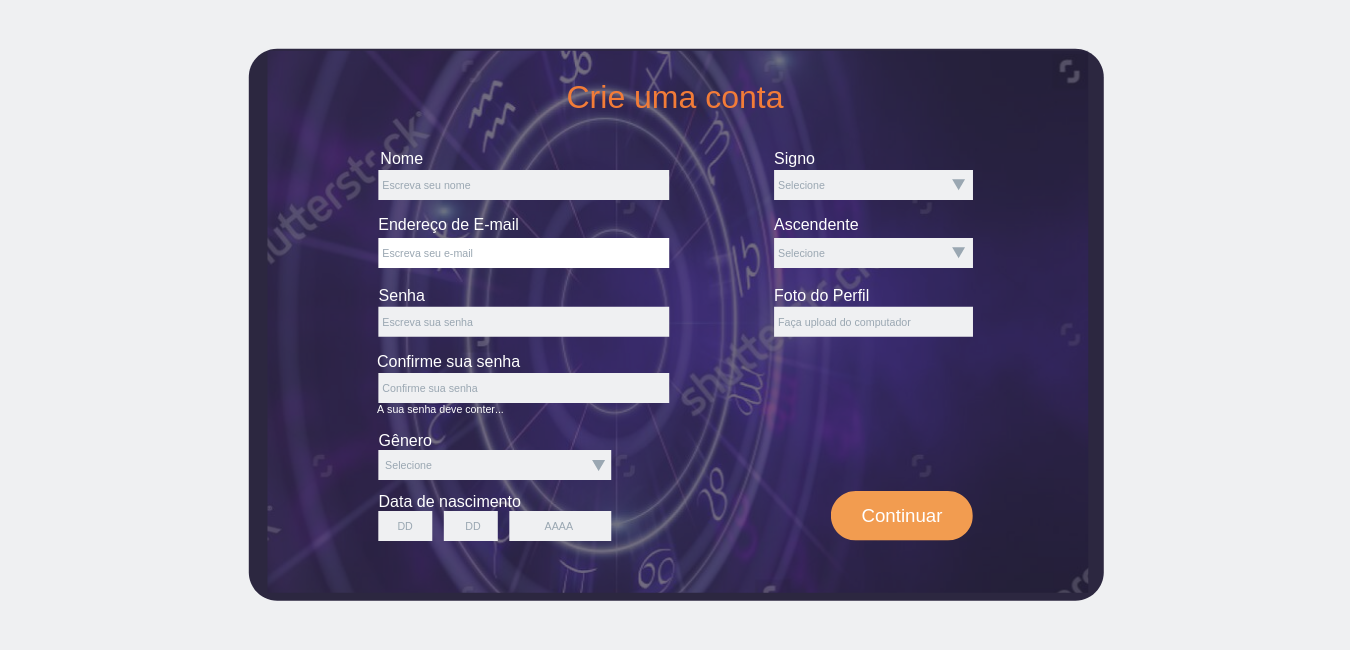 Crie uma conta
Nome
Escreva seu nome
Endereço de E-mail
Escreva seu e-mail
Senha
Escreva sua senha
Confirme sua senha
Confirme sua senha
A sua senha deve conter...
Gênero
Selecione
Data de nascimento
DD DD AAAA
Signo
Selecione
Ascendente
Selecione
Foto do Perfil
Faça upload do computador
Continuar